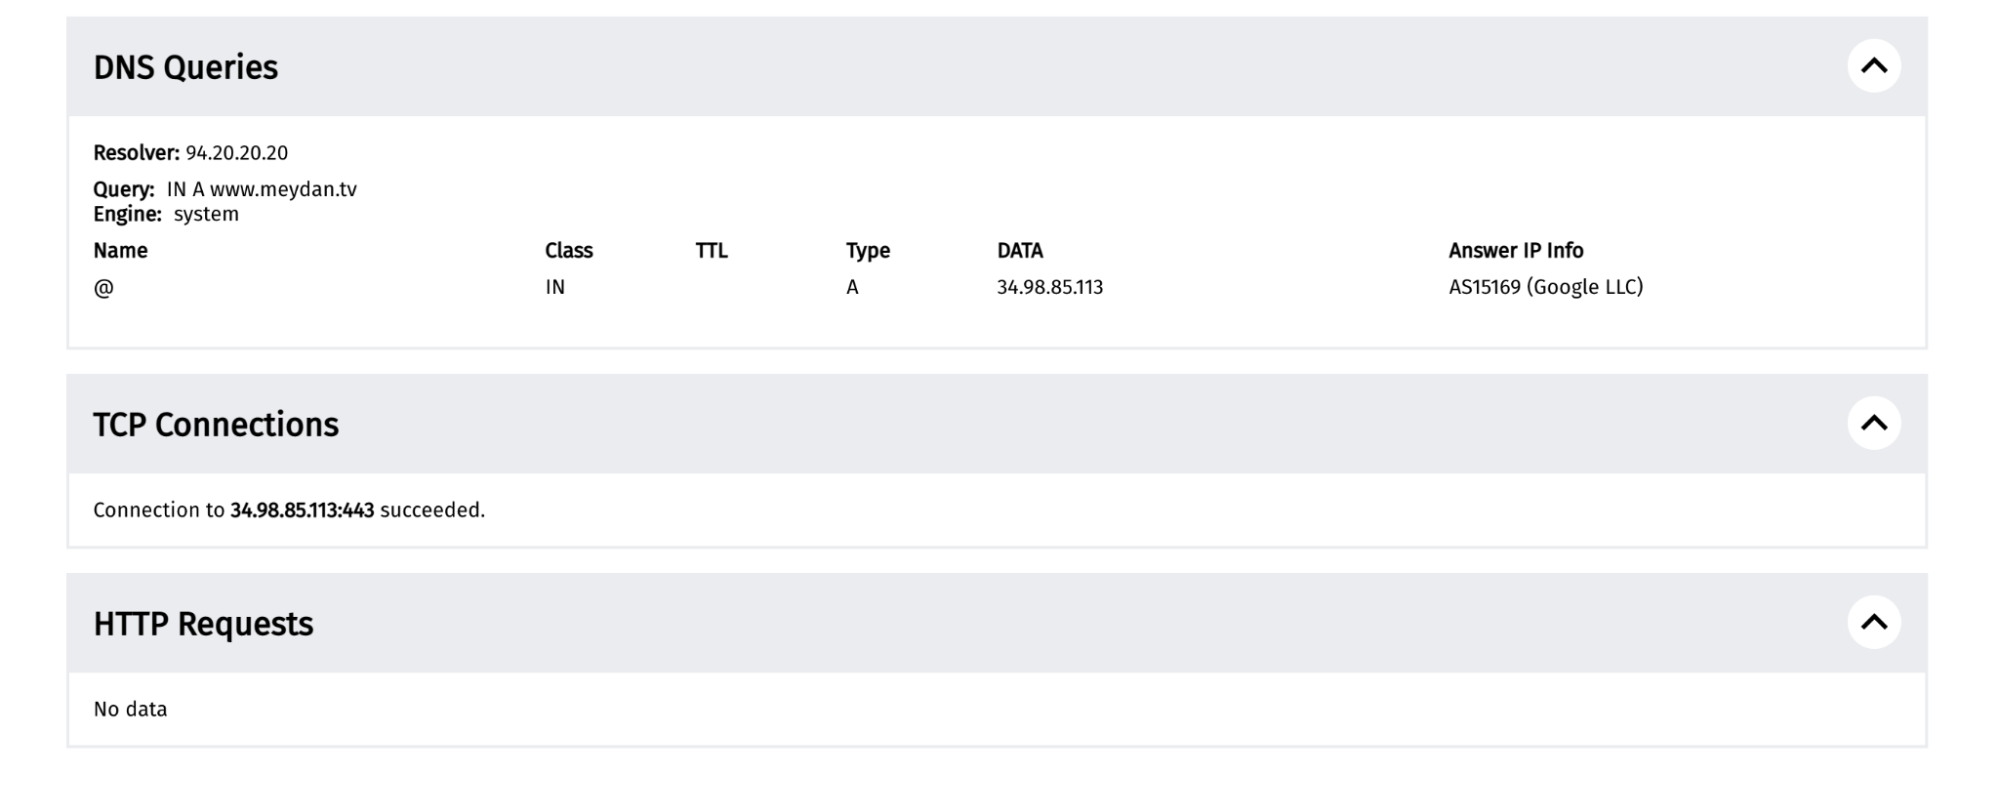 DNS Queries
Resolver: 94.20.20.20
Query: IN A www.meydan.tv
Engine: system
Name Class TTL Type DATA Answer IP Info
@ IN A 34.98.85.113 AS15169 (Google LLC)
TCP Connections
Connection to 34.98.85.113:443 succeeded.
HTTP Requests
No data